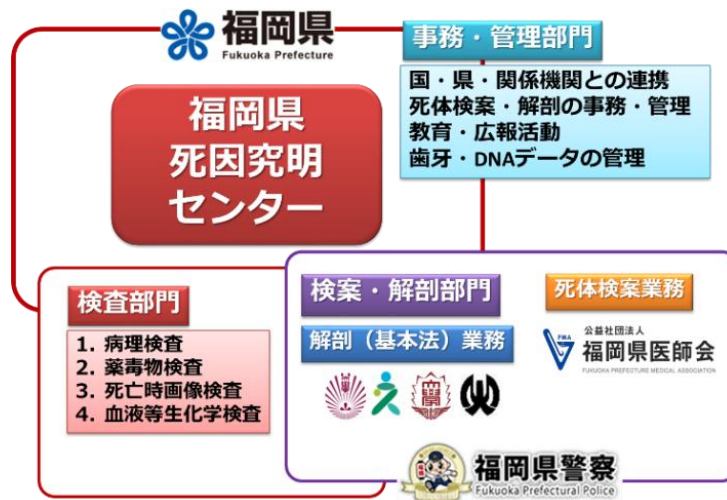 福岡県
Fukuoka Prefecture
事務・管理部門
国・県・関係機関との連携
死体検案・解剖の事務・管理
教育・広報活動
歯牙・DNAデータの管理
福岡県
死因究明
センター
検査部門
1. 病理検査
2. 薬毒物検査
3. 死亡時画像検査
4. 血液等生化学検査
検案・解剖部門
解剖（基本法）業務
死体検案業務
FMA
公益社団法人
福岡県医師会
FUKUOKA PREFECTURE MEDICAL ASSOCIATION
福岡県警察
Fukuoka Prefectural Police